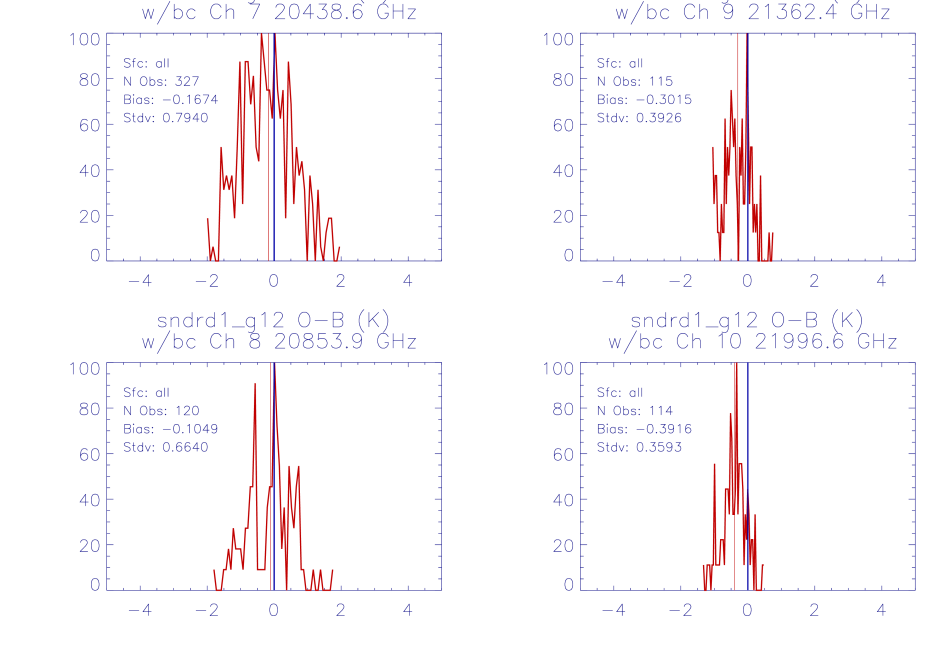 w/bc Ch 7 20438.6 GHz
100
80
60
40
20
0
Sfc: all
N Obs: 327
Bias: −0.1674
Stdv: 0.7940
−4 −2 0 2 4
w/bc Ch 9 21362.4 GHz
100
80
60
40
20
0
Sfc: all
N Obs: 115
Bias: −0.3015
Stdv: 0.3926
−4 −2 0 2 4
sndrd1_g12 O−B (K)
w/bc Ch 8 20853.9 GHz
100
80
60
40
20
0
Sfc: all
N Obs: 120
Bias: −0.1049
Stdv: 0.6640
−4 −2 0 2 4
sndrd1_g12 O−B (K)
w/bc Ch 10 21996.6 GHz
100
80
60
40
20
0
Sfc: all
N Obs: 114
Bias: −0.3916
Stdv: 0.3593
−4 −2 0 2 4